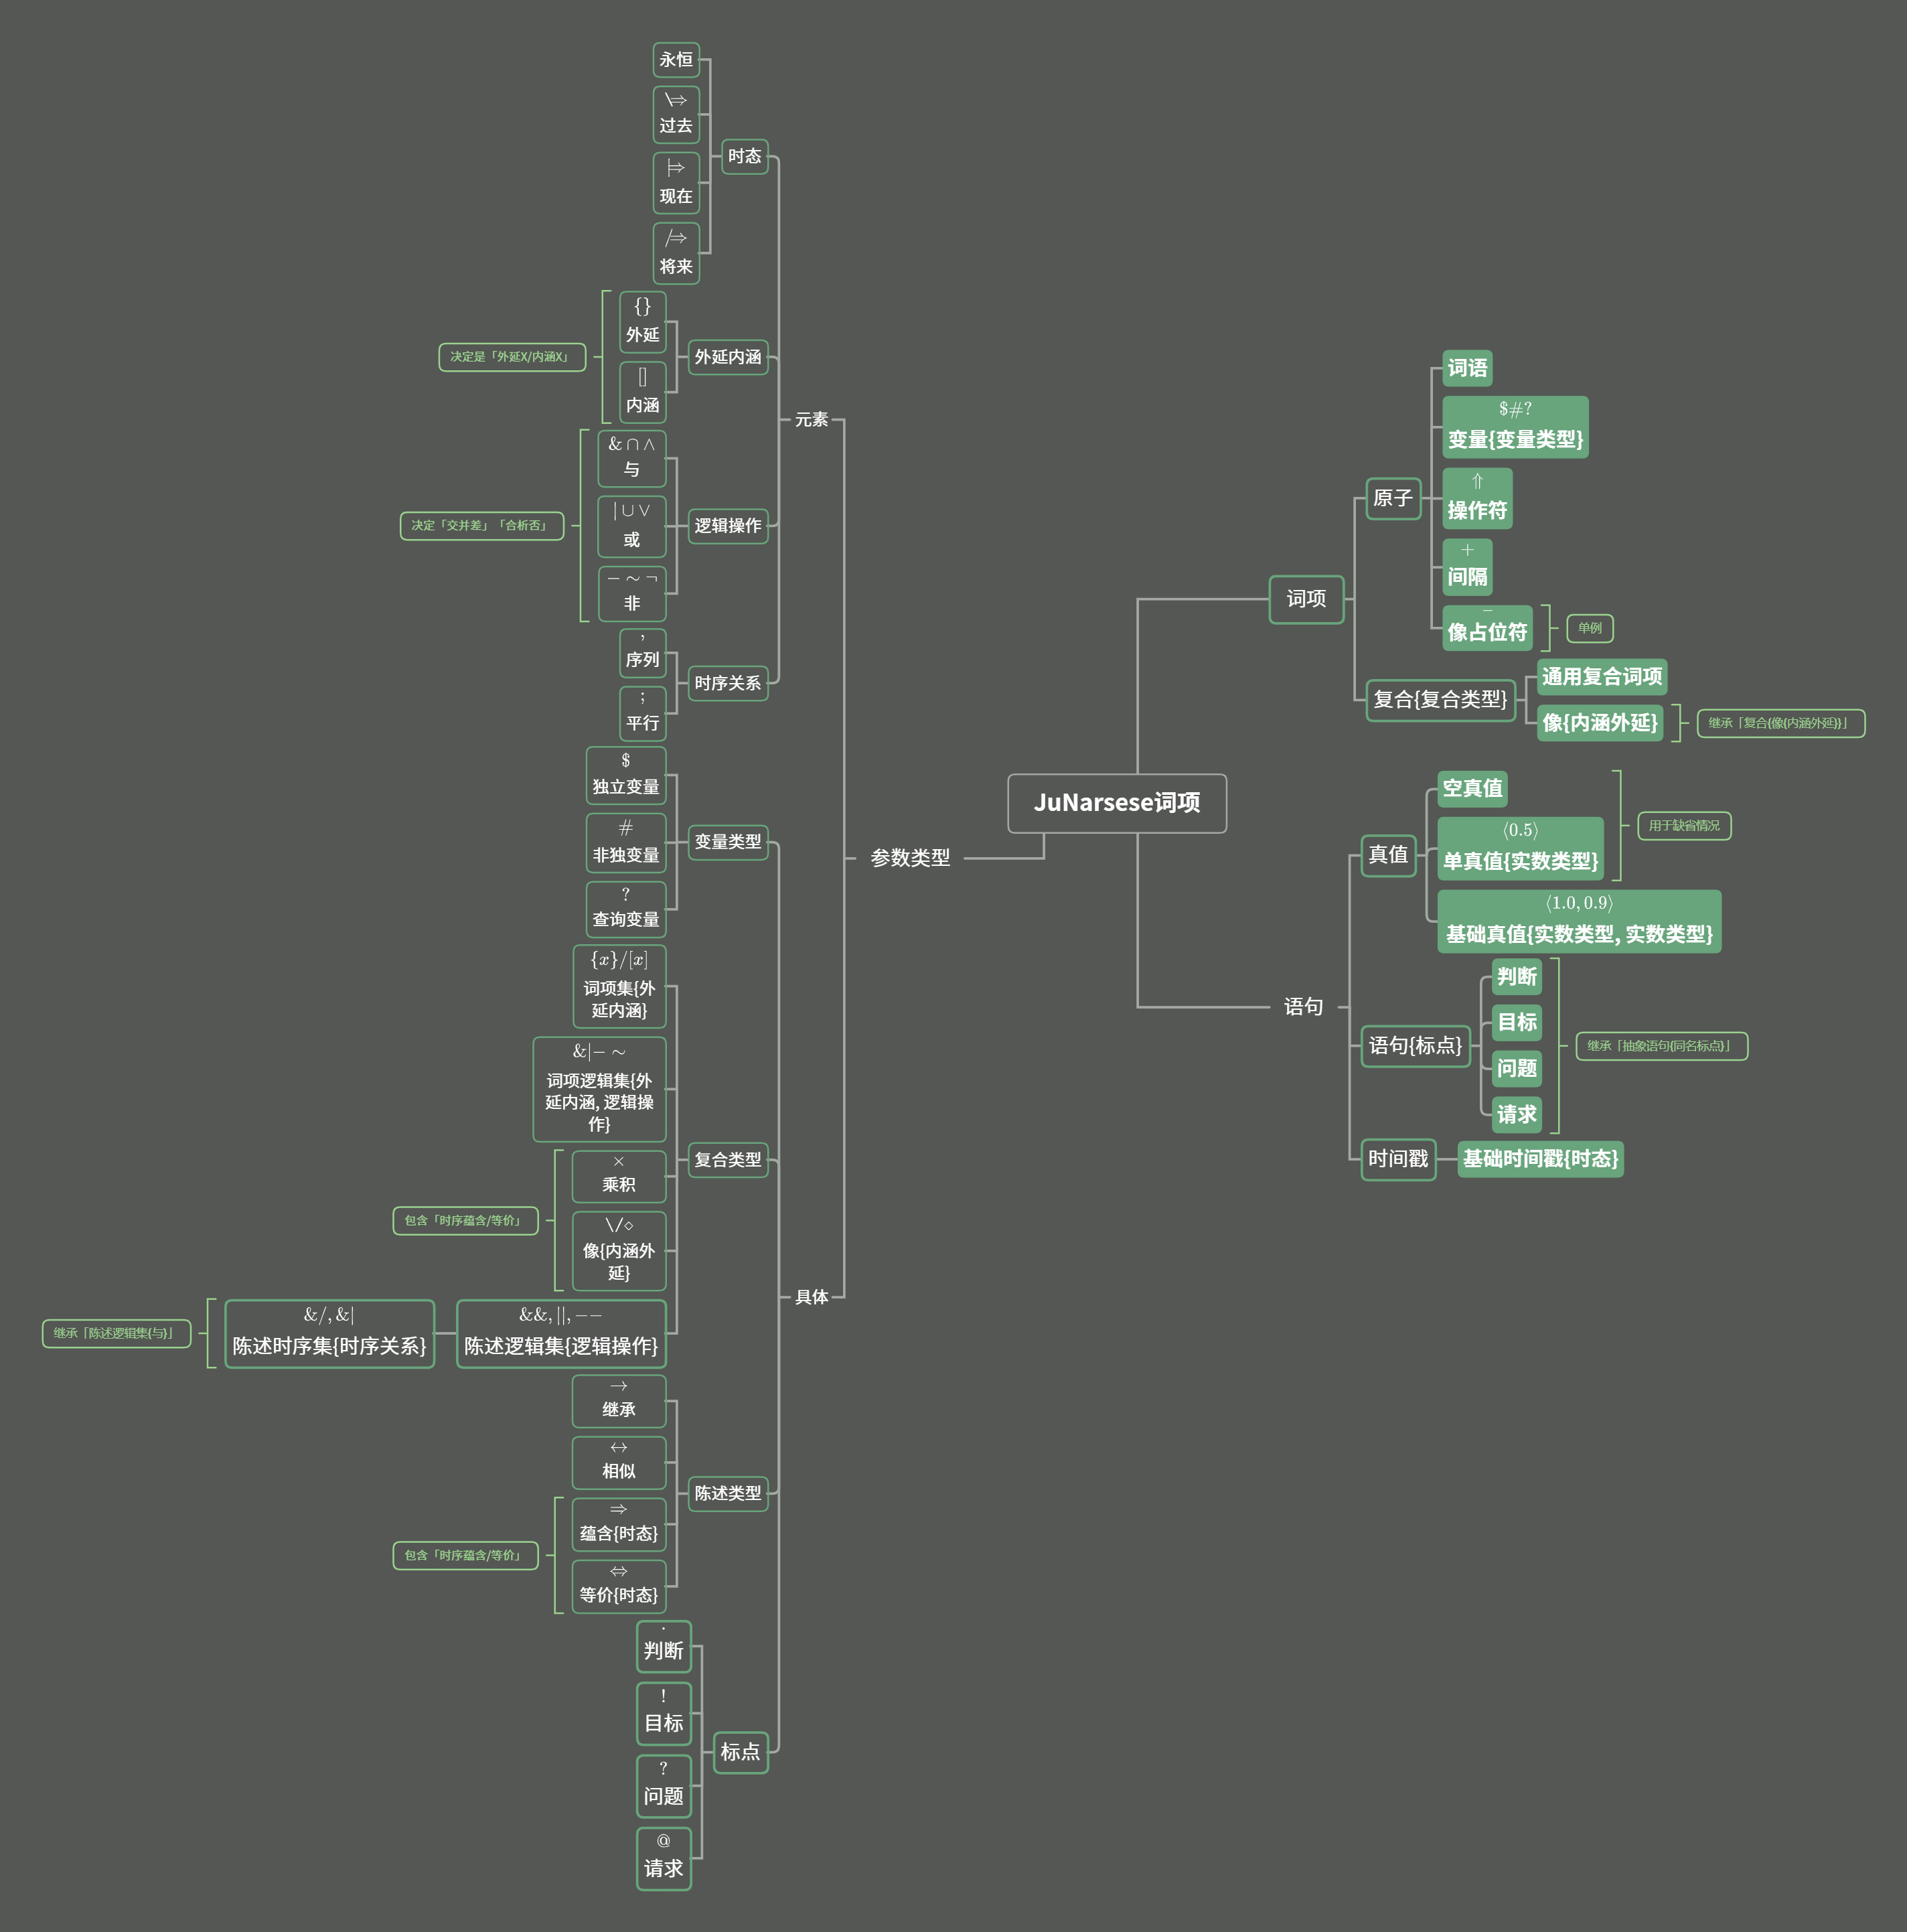 JuNarsese词项
词项
原子
词语
$#?
变量{变量类型}
⇑
操作符
+
间隔
_
像占位符
单例
复合{复合类型}
通用复合词项
像{内涵外延}
继承「复合{像{内涵外延}}」
语句
真值
空真值
⟨0.5⟩
单真值{实数类型}
用于缺省情况
⟨1.0, 0.9⟩
基础真值{实数类型, 实数类型}
语句{标点}
判断
目标
问题
请求
继承「抽象语句{同名标点}」
时间戳
基础时间戳{时态}
参数类型
元素
时态
永恒
\⇒
过去
|⇒
现在
/⇒
将来
外延内涵
{}
外延
[]
内涵
决定是「外延X/内涵X」
逻辑操作
& ∩ ∧
与
| ∪ ∨
或
− ∼ ¬
非
决定「交并差」「合析否」
时序关系
,
序列
;
平行
具体
变量类型
$
独立变量
#
非独变量
?
查询变量
复合类型
{x}/[x]
词项集{外
延内涵}
&|− ∼
词项逻辑集{外
延内涵, 逻辑操
作}
×
乘积
\/⋄
像{内涵外
延}
包含「时序蕴含/等价」
&&, ||, −−
陈述逻辑集{逻辑操作}
&/, &|
陈述时序集{时序关系}
继承「陈述逻辑集{与}」
陈述类型
→
继承
↔
相似
⇒
蕴含{时态}
⇔
等价{时态}
包含「时序蕴含/等价」
标点
.
判断
!
目标
?
问题
@
请求